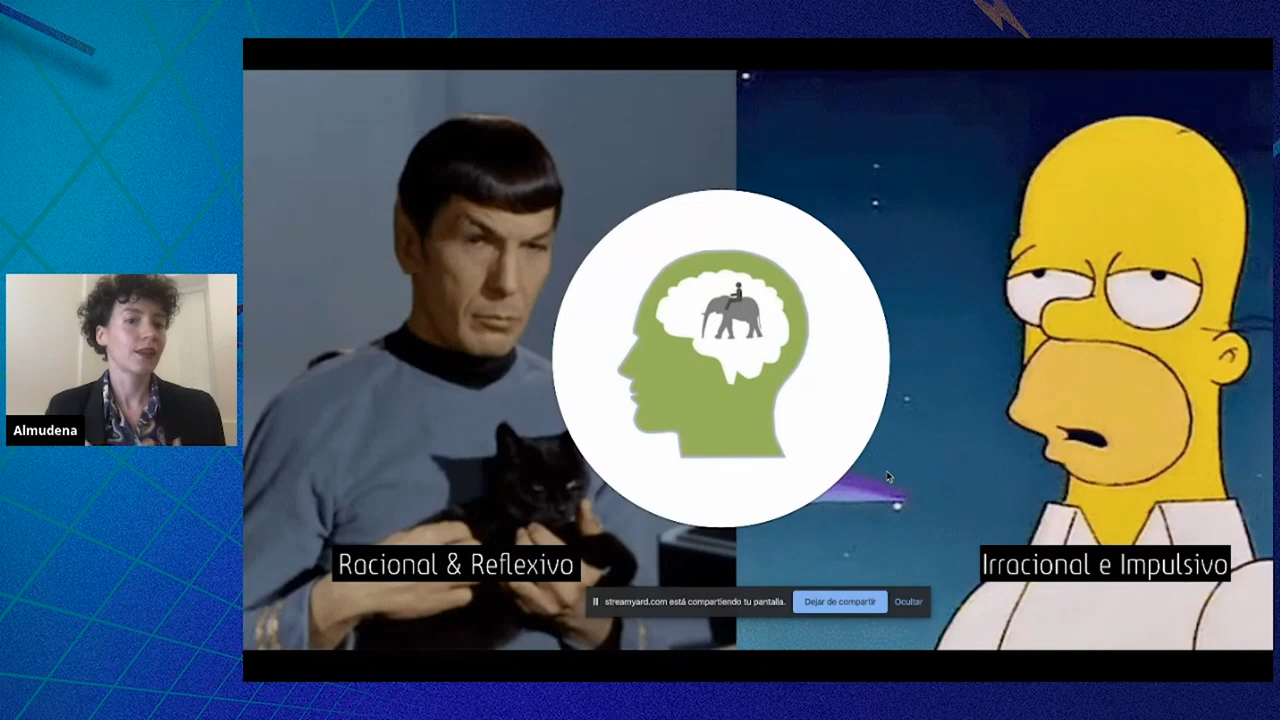 Almudena
Racional & Reflexivo
Irracional e Impulsivo
streamyard.com está compartiendo tu pantalla.
Dejar de compartir
Ocultar